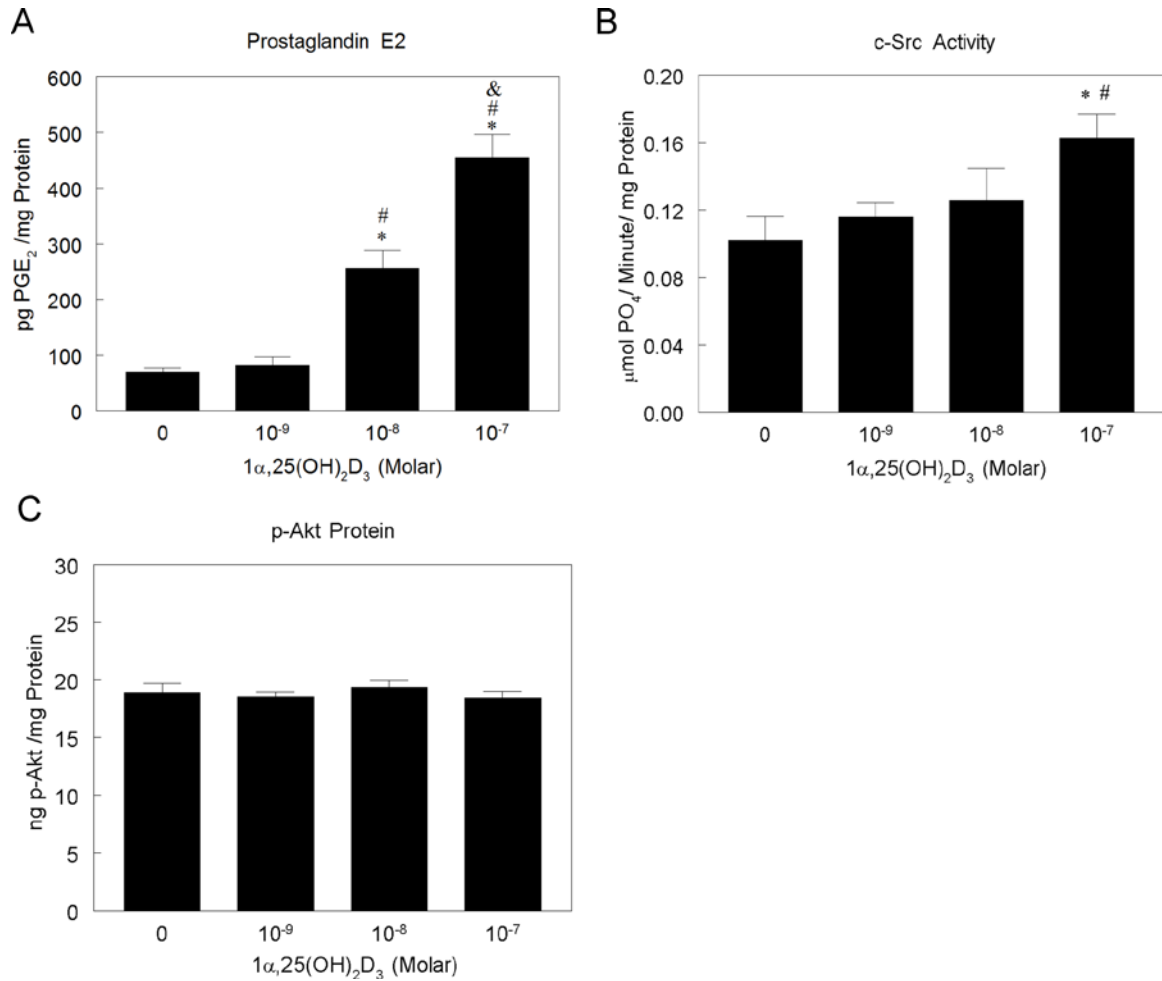 A
Prostaglandin E2
pg PGE₂ /mg Protein
600
500
400
300
200
100
0
&
#
*
#
*
0 10⁻⁹ 10⁻⁸ 10⁻⁷
1α,25(OH)₂D₃ (Molar)
B
c-Src Activity
μmol PO₄/ Minute/ mg Protein
0.20
0.16
0.12
0.08
0.04
0.00
* #
0 10⁻⁹ 10⁻⁸ 10⁻⁷
1α,25(OH)₂D₃ (Molar)
C
p-Akt Protein
ng p-Akt /mg Protein
30
25
20
15
10
5
0
0 10⁻⁹ 10⁻⁸ 10⁻⁷
1α,25(OH)₂D₃ (Molar)